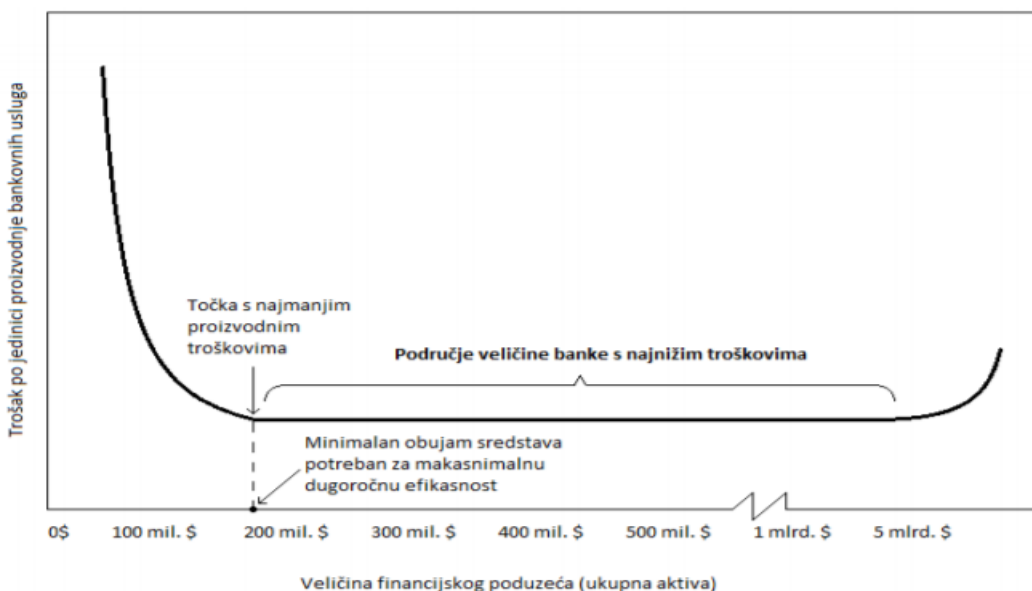 Trošak po jedinici proizvodnje bankovnih usluga
Točka s najmanjim
proizvodnim
troškovima
Područje veličine banke s najnižim troškovima
Minimalan obujam sredstava
potreban za makasnimalnu
dugoročnu efikasnost
0$ 100 mil. $ 200 mil. $ 300 mil. $ 400 mil. $ 500 mil. $ 1 mlrd. $ 5 mlrd. $
Veličina financijskog poduzeća (ukupna aktiva)